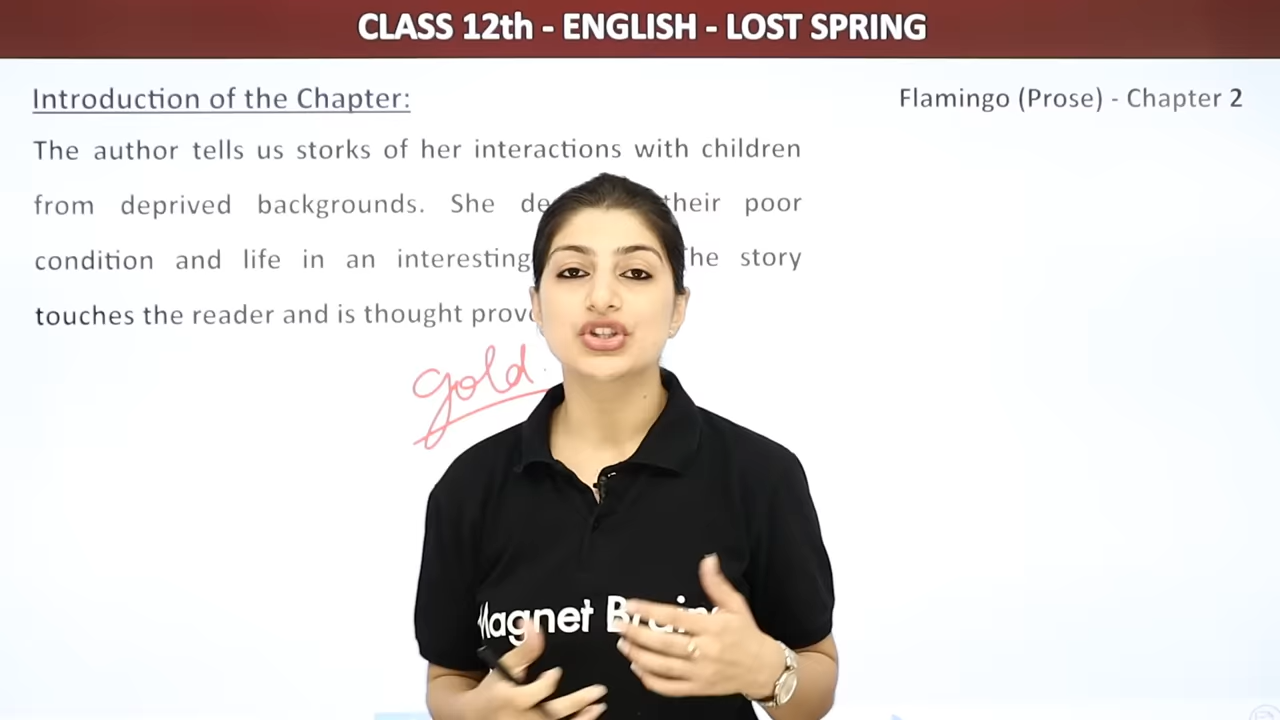 CLASS 12th - ENGLISH - LOST SPRING
Introduction of the Chapter:
Flamingo (Prose) - Chapter 2
The author tells us storks of her interactions with children
from deprived backgrounds. She their poor
condition and life in an interesting The story
touches the reader and is thought
gold
Magnet